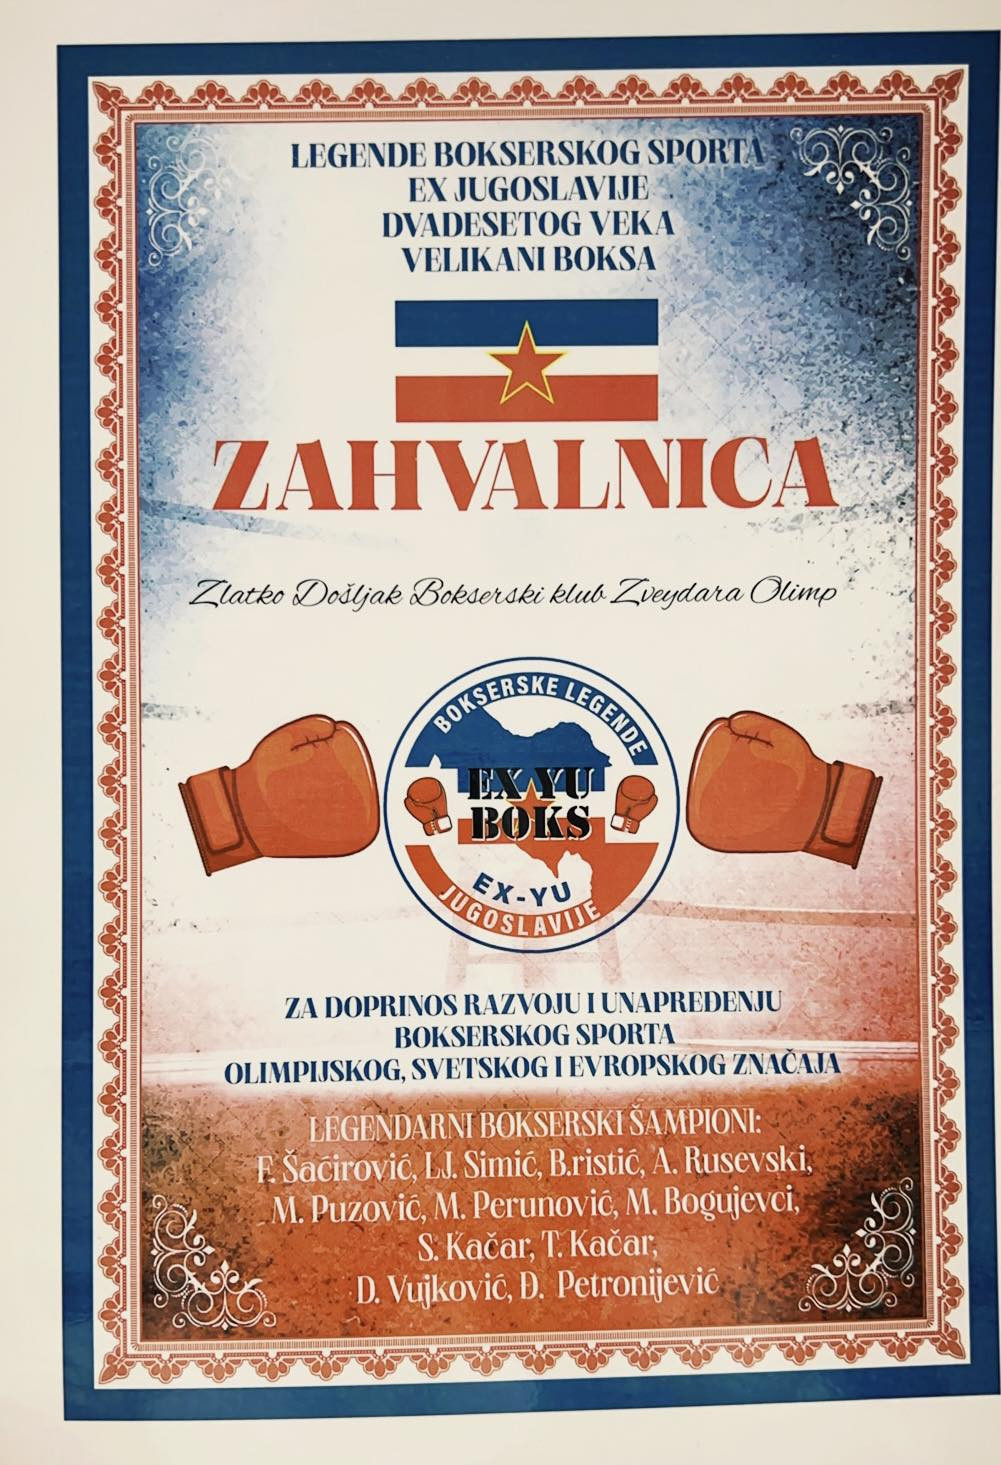 LEGENDE BOKSERSKOG SPORTA
EX JUGOSLAVIJE
DVADESETOG VEKA
VELIKANI BOKSA
ZAHVALNICA
Zlatko Došljak Bokserski klub Zveydara Olimp
BOKSERSKE LEGENDE
EX YU
BOKS
EX-YU
JUGOSLAVIJE
ZA DOPRINOS RAZVOJU I UNAPREĐENJU
BOKSERSKOG SPORTA
OLIMPIJSKOG, SVETSKOG I EVROPSKOG ZNAČAJA
LEGENDARNI BOKSERSKI ŠAMPIONI:
F. Šaćirović, LJ. Simić, B.ristić, A. Rusevski,
M. Puzović, M. Perunović, M. Bogujevci,
S. Kačar, T. Kačar,
D. Vujković, Đ. Petronijević